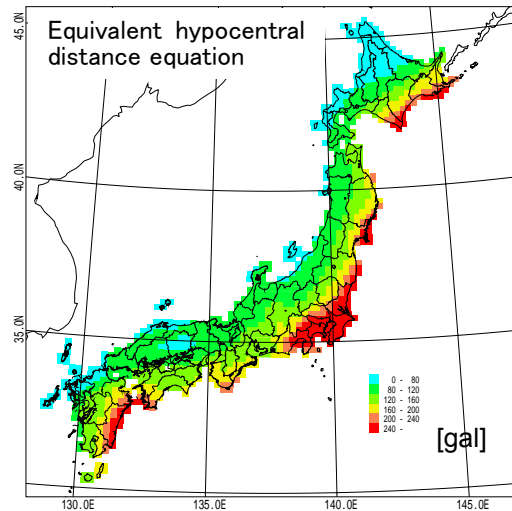 Equivalent hypocentral
distance equation
45.0N
40.0N
35.0N
0 - 80
80 - 120
120 - 160
160 - 200
200 - 240
240 -
[gal]
130.0E 135.0E 140.0E 145.0E